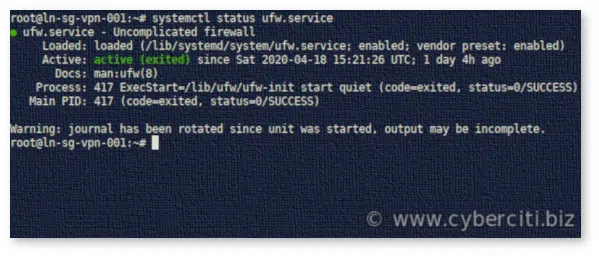 root@ln-sg-vpn-001:~# systemctl status ufw.service
● ufw.service - Uncomplicated firewall
Loaded: loaded (/lib/systemd/system/ufw.service; enabled; vendor preset: enabled)
Active: active (exited) since Sat 2020-04-18 15:21:26 UTC; 1 day 4h ago
Docs: man:ufw(8)
Process: 417 ExecStart=/lib/ufw/ufw-init start quiet (code=exited, status=0/SUCCESS)
Main PID: 417 (code=exited, status=0/SUCCESS)
Warning: journal has been rotated since unit was started, output may be incomplete.
root@ln-sg-vpn-001:~#
© www.cyberciti.biz